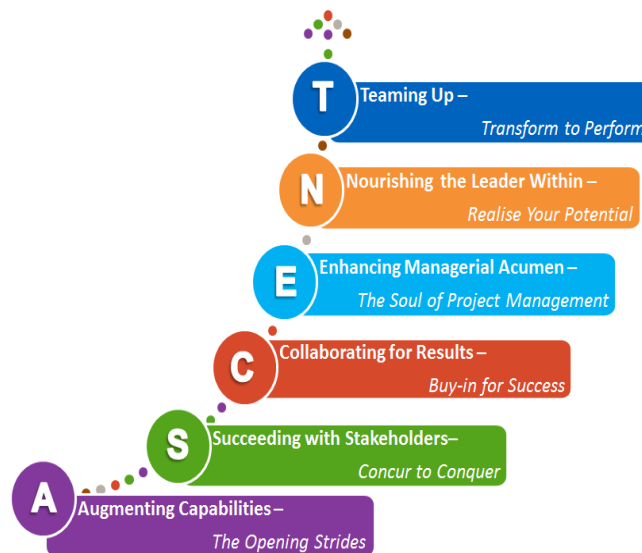 T
Teaming Up –
Transform to Perform
N
Nourishing the Leader Within –
Realise Your Potential
E
Enhancing Managerial Acumen –
The Soul of Project Management
C
Collaborating for Results –
Buy-in for Success
S
Succeeding with Stakeholders–
Concur to Conquer
A
Augmenting Capabilities –
The Opening Strides